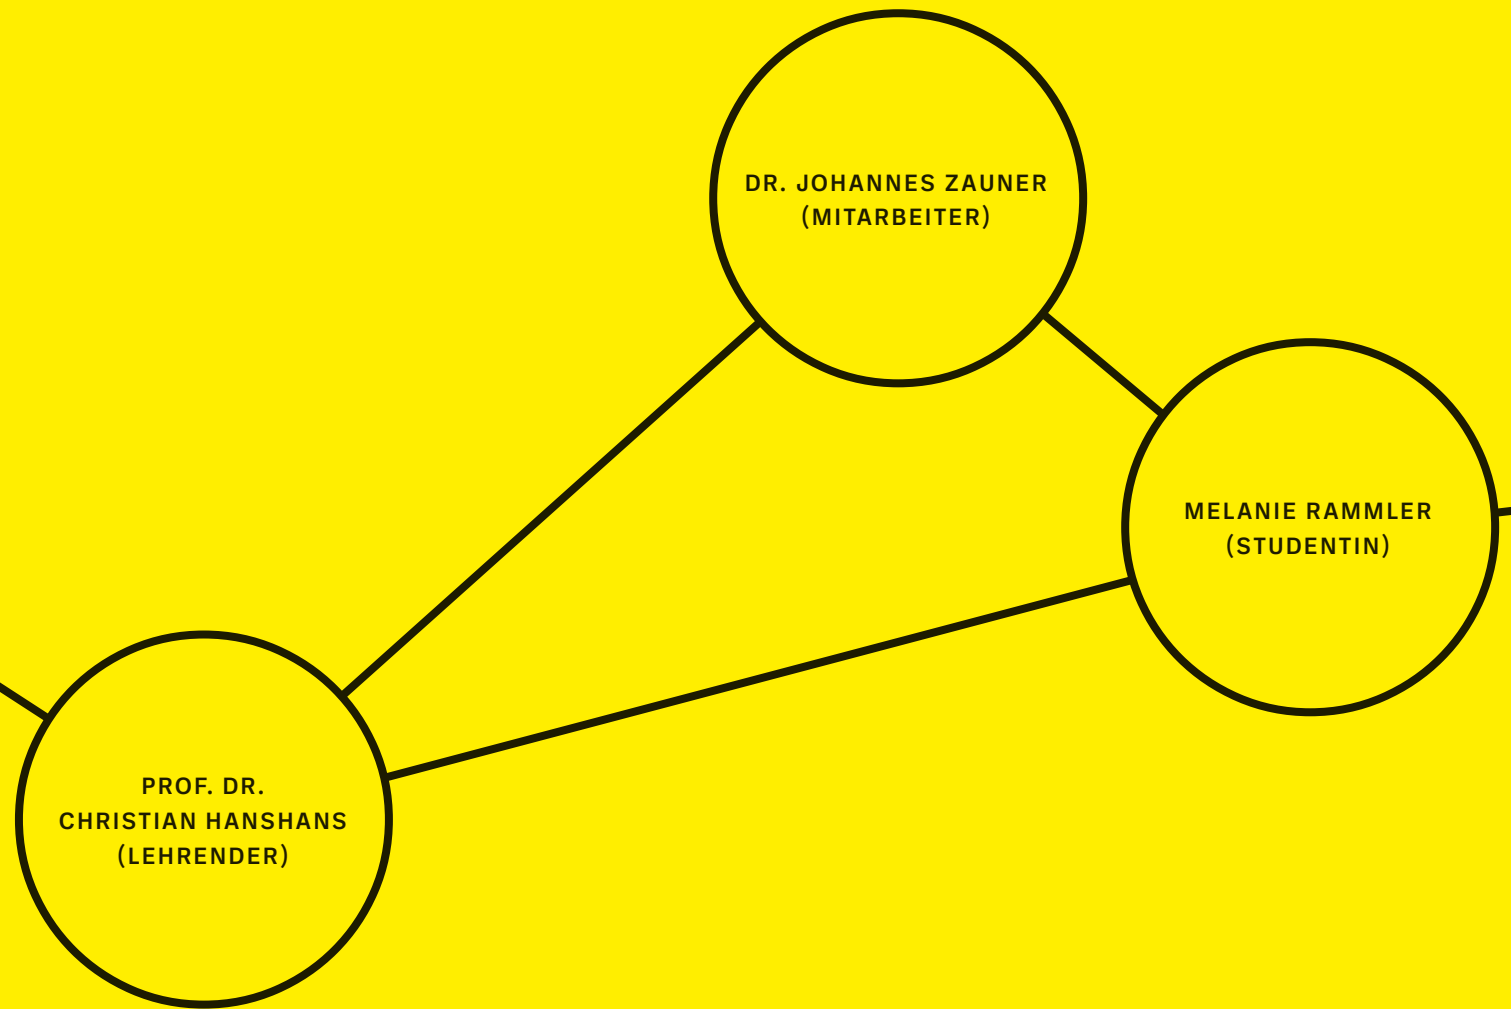 DR. JOHANNES ZAUNER
(MITARBEITER)
MELANIE RAMMLER
(STUDENTIN)
PROF. DR.
CHRISTIAN HANSHANS
(LEHRENDER)